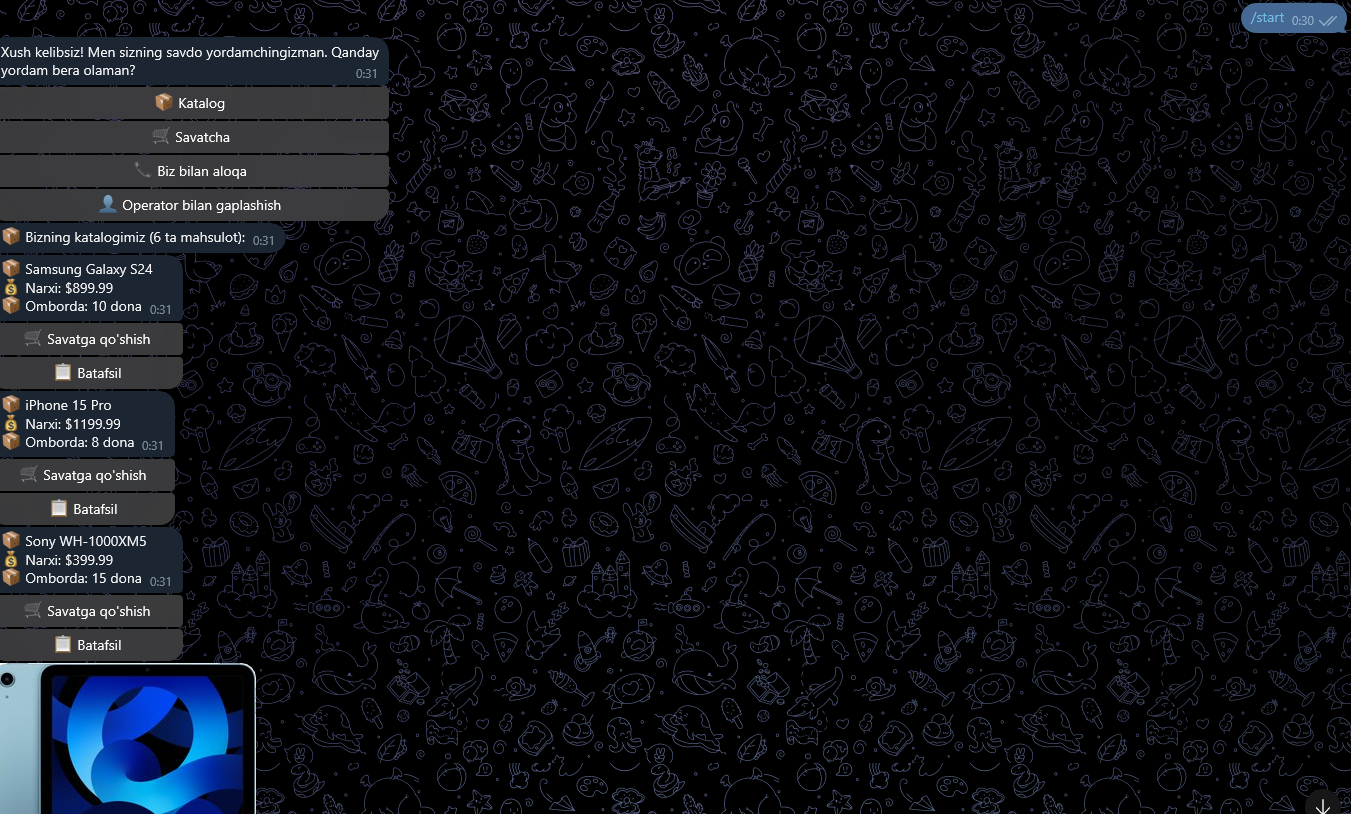 /start 0:30
Xush kelibsiz! Men sizning savdo yordamchingizman. Qanday
yordam bera olaman?
0:31
📦 Katalog
🛒 Savatcha
📞 Biz bilan aloqa
👤 Operator bilan gaplashish
📦 Bizning katalogimiz (6 ta mahsulot): 0:31
📦 Samsung Galaxy S24
💰 Narxi: $899.99
📦 Omborda: 10 dona 0:31
🛒 Savatga qo'shish
📋 Batafsil
📦 iPhone 15 Pro
💰 Narxi: $1199.99
📦 Omborda: 8 dona 0:31
🛒 Savatga qo'shish
📋 Batafsil
📦 Sony WH-1000XM5
💰 Narxi: $399.99
📦 Omborda: 15 dona 0:31
🛒 Savatga qo'shish
📋 Batafsil